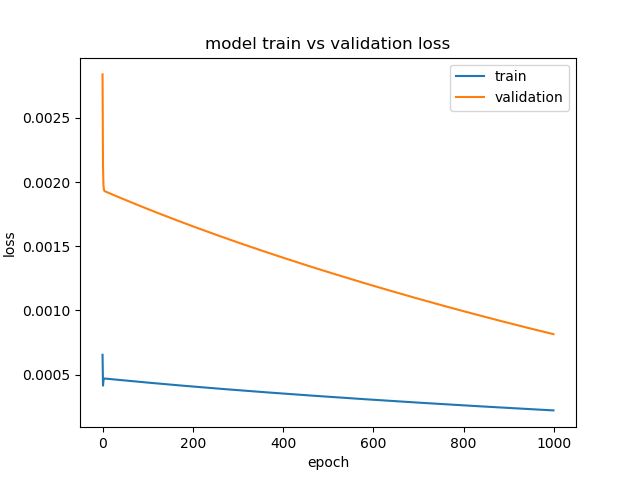 model train vs validation loss
train
validation
0.0025
0.0020
0.0015
0.0010
0.0005
loss
0 200 400 600 800 1000
epoch